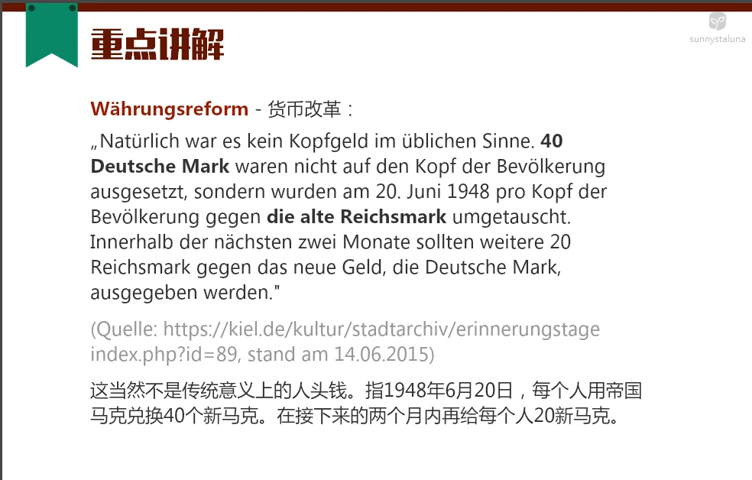 重点讲解
sunnystaluna
Währungsreform - 货币改革：
„Natürlich war es kein Kopfgeld im üblichen Sinne. 40
Deutsche Mark waren nicht auf den Kopf der Bevölkerung
ausgesetzt, sondern wurden am 20. Juni 1948 pro Kopf der
Bevölkerung gegen die alte Reichsmark umgetauscht.
Innerhalb der nächsten zwei Monate sollten weitere 20
Reichsmark gegen das neue Geld, die Deutsche Mark,
ausgegeben werden."
(Quelle: https://kiel.de/kultur/stadtarchiv/erinnerungstage
index.php?id=89, stand am 14.06.2015)
这当然不是传统意义上的人头钱。指1948年6月20日，每个人用帝国
马克兑换40个新马克。在接下来的两个月内再给每个人20新马克。